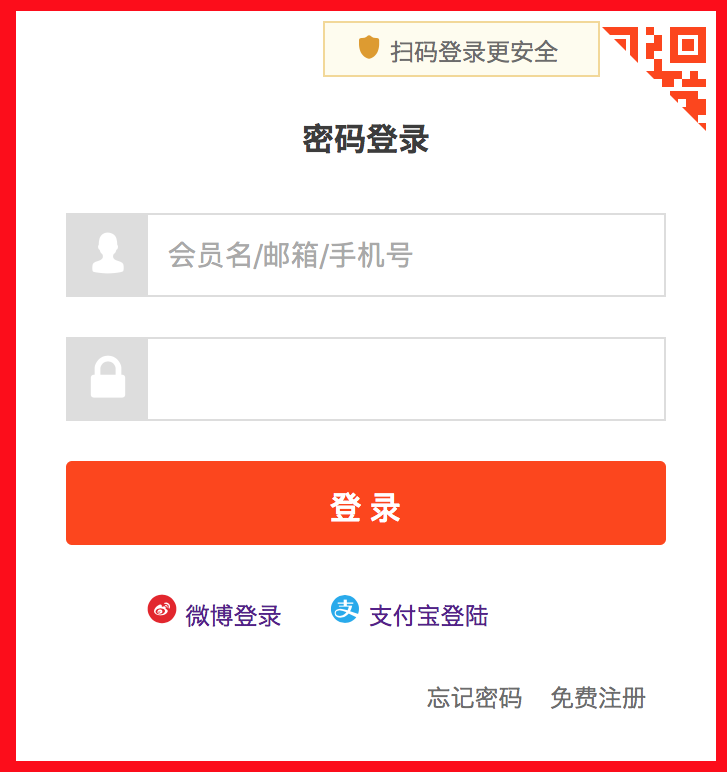 扫码登录更安全
密码登录
会员名/邮箱/手机号
登 录
微博登录 支付宝登陆
忘记密码 免费注册